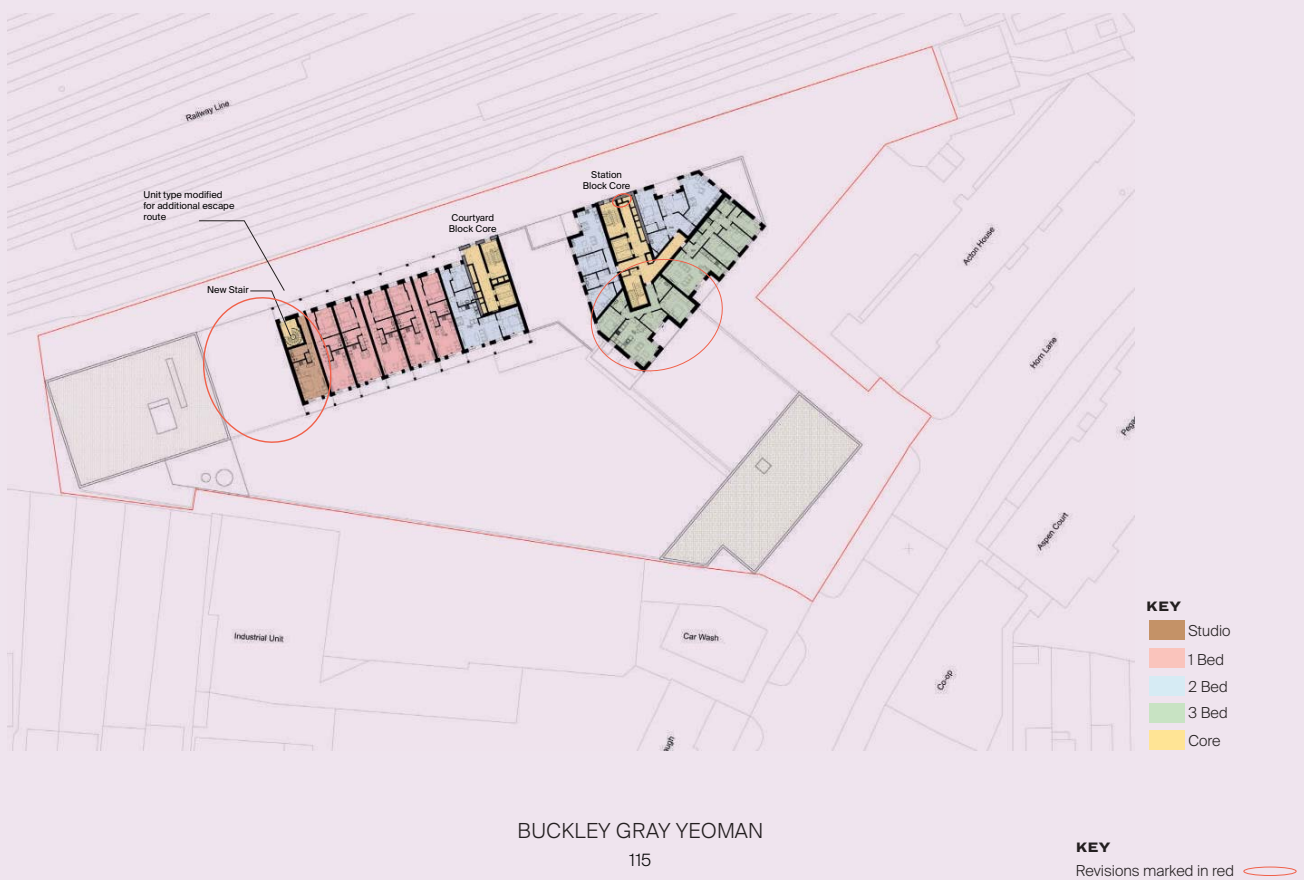 Railway Line
Unit type modified
for additional escape
route
Station
Block Core
Courtyard
Block Core
New Stair
Acton House
Horn Lane
Aspen Court
Industrial Unit
Car Wash
Co-op
KEY
Studio
1 Bed
2 Bed
3 Bed
Core
BUCKLEY GRAY YEOMAN
115
KEY
Revisions marked in red